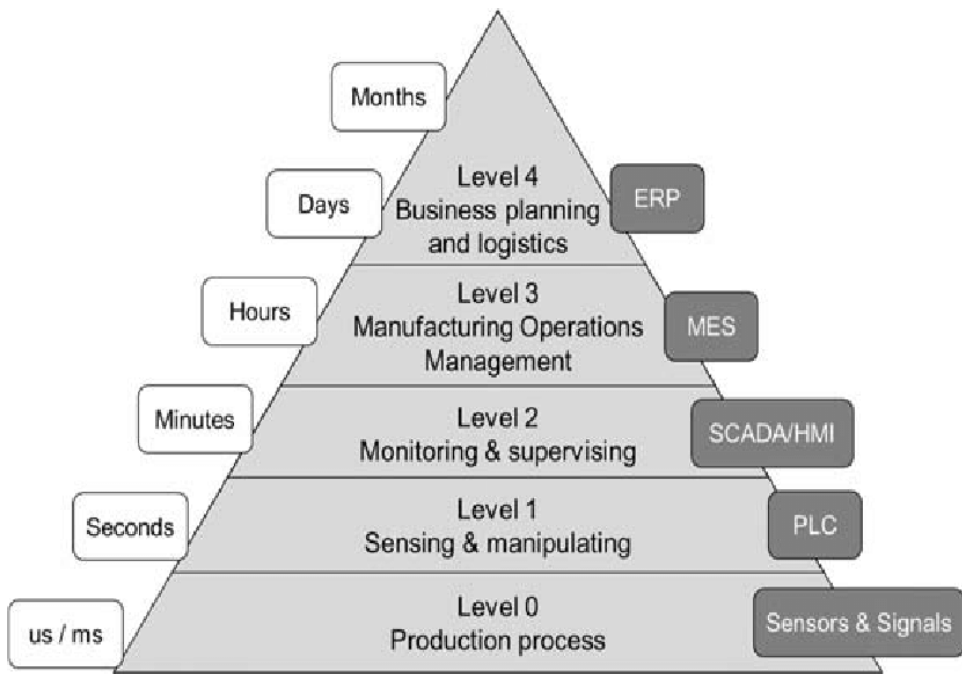 Months
Days
Level 4
Business planning
and logistics
ERP
Hours
Level 3
Manufacturing Operations
Management
MES
Minutes
Level 2
Monitoring & supervising
SCADA/HMI
Seconds
Level 1
Sensing & manipulating
PLC
us / ms
Level 0
Production process
Sensors & Signals